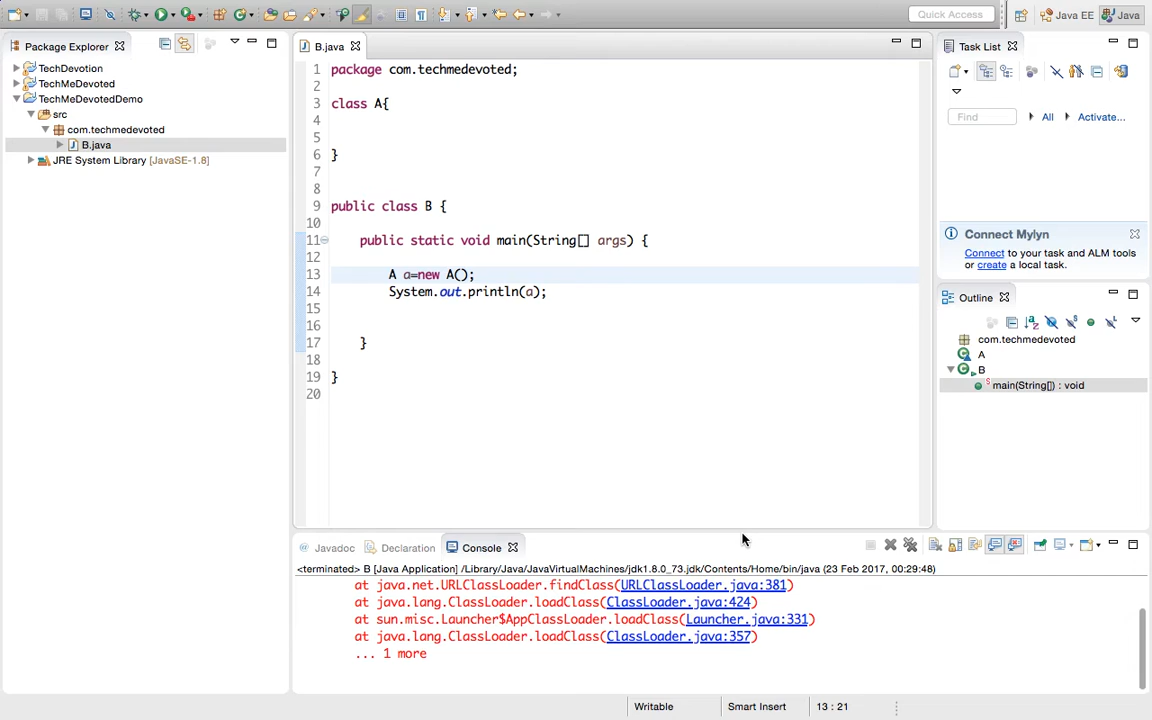 Quick Access
Java EE
Java
Package Explorer
TechDevotion
TechMeDevoted
TechMeDevotedDemo
src
com.techmedevoted
B.java
JRE System Library [JavaSE-1.8]
B.java
1 package com.techmedevoted;
2
3 class A{
4
5
6 }
7
8
9 public class B {
10
11 public static void main(String[] args) {
12
13 A a=new A();
14 System.out.println(a);
15
16
17 }
18
19 }
20
Task List
Find
All
Activate...
Connect Mylyn
Connect to your task and ALM tools
or create a local task.
Outline
com.techmedevoted
A
B
main(String[]) : void
Javadoc
Declaration
Console
<terminated> B [Java Application] /Library/Java/JavaVirtualMachines/jdk1.8.0_73.jdk/Contents/Home/bin/java (23 Feb 2017, 00:29:48)
at java.net.URLClassLoader.findClass(URLClassLoader.java:381)
at java.lang.ClassLoader.loadClass(ClassLoader.java:424)
at sun.misc.Launcher$AppClassLoader.loadClass(Launcher.java:331)
at java.lang.ClassLoader.loadClass(ClassLoader.java:357)
... 1 more
Writable
Smart Insert
13 : 21